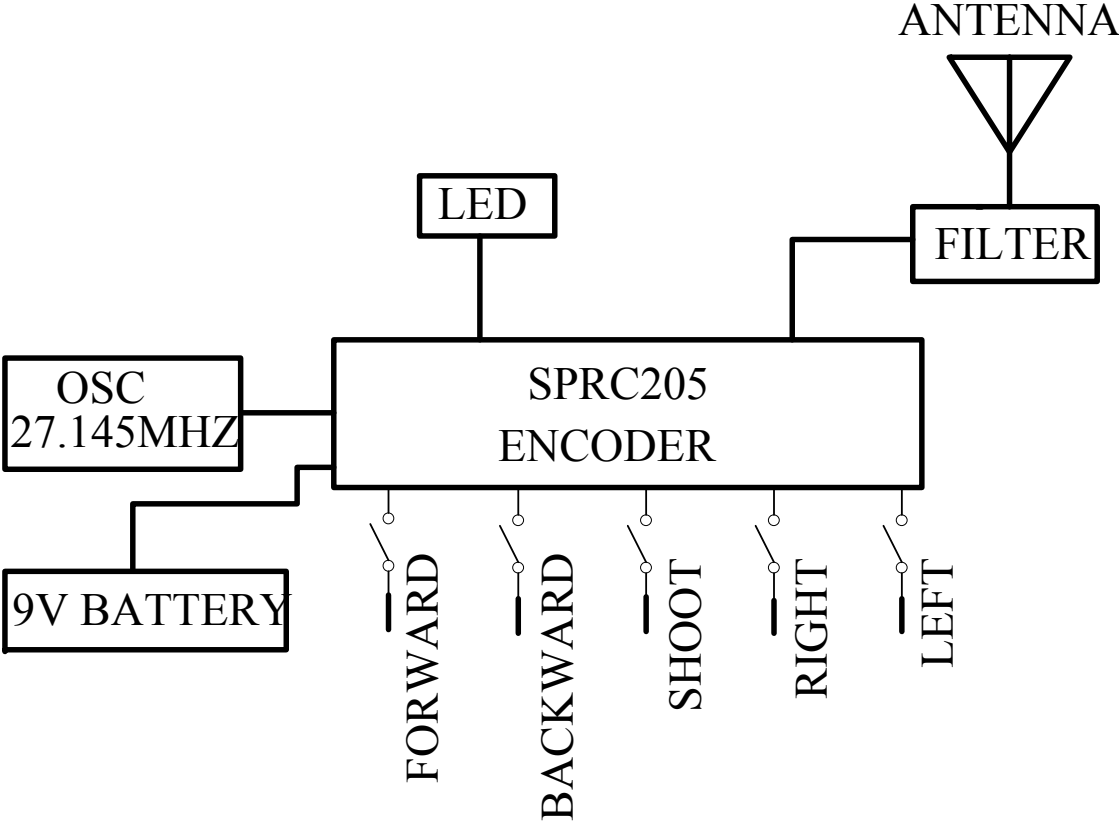 ANTENNA
LED
FILTER
OSC
27.145MHZ
SPRC205
ENCODER
9V BATTERY
FORWARD
BACKWARD
SHOOT
RIGHT
LEFT